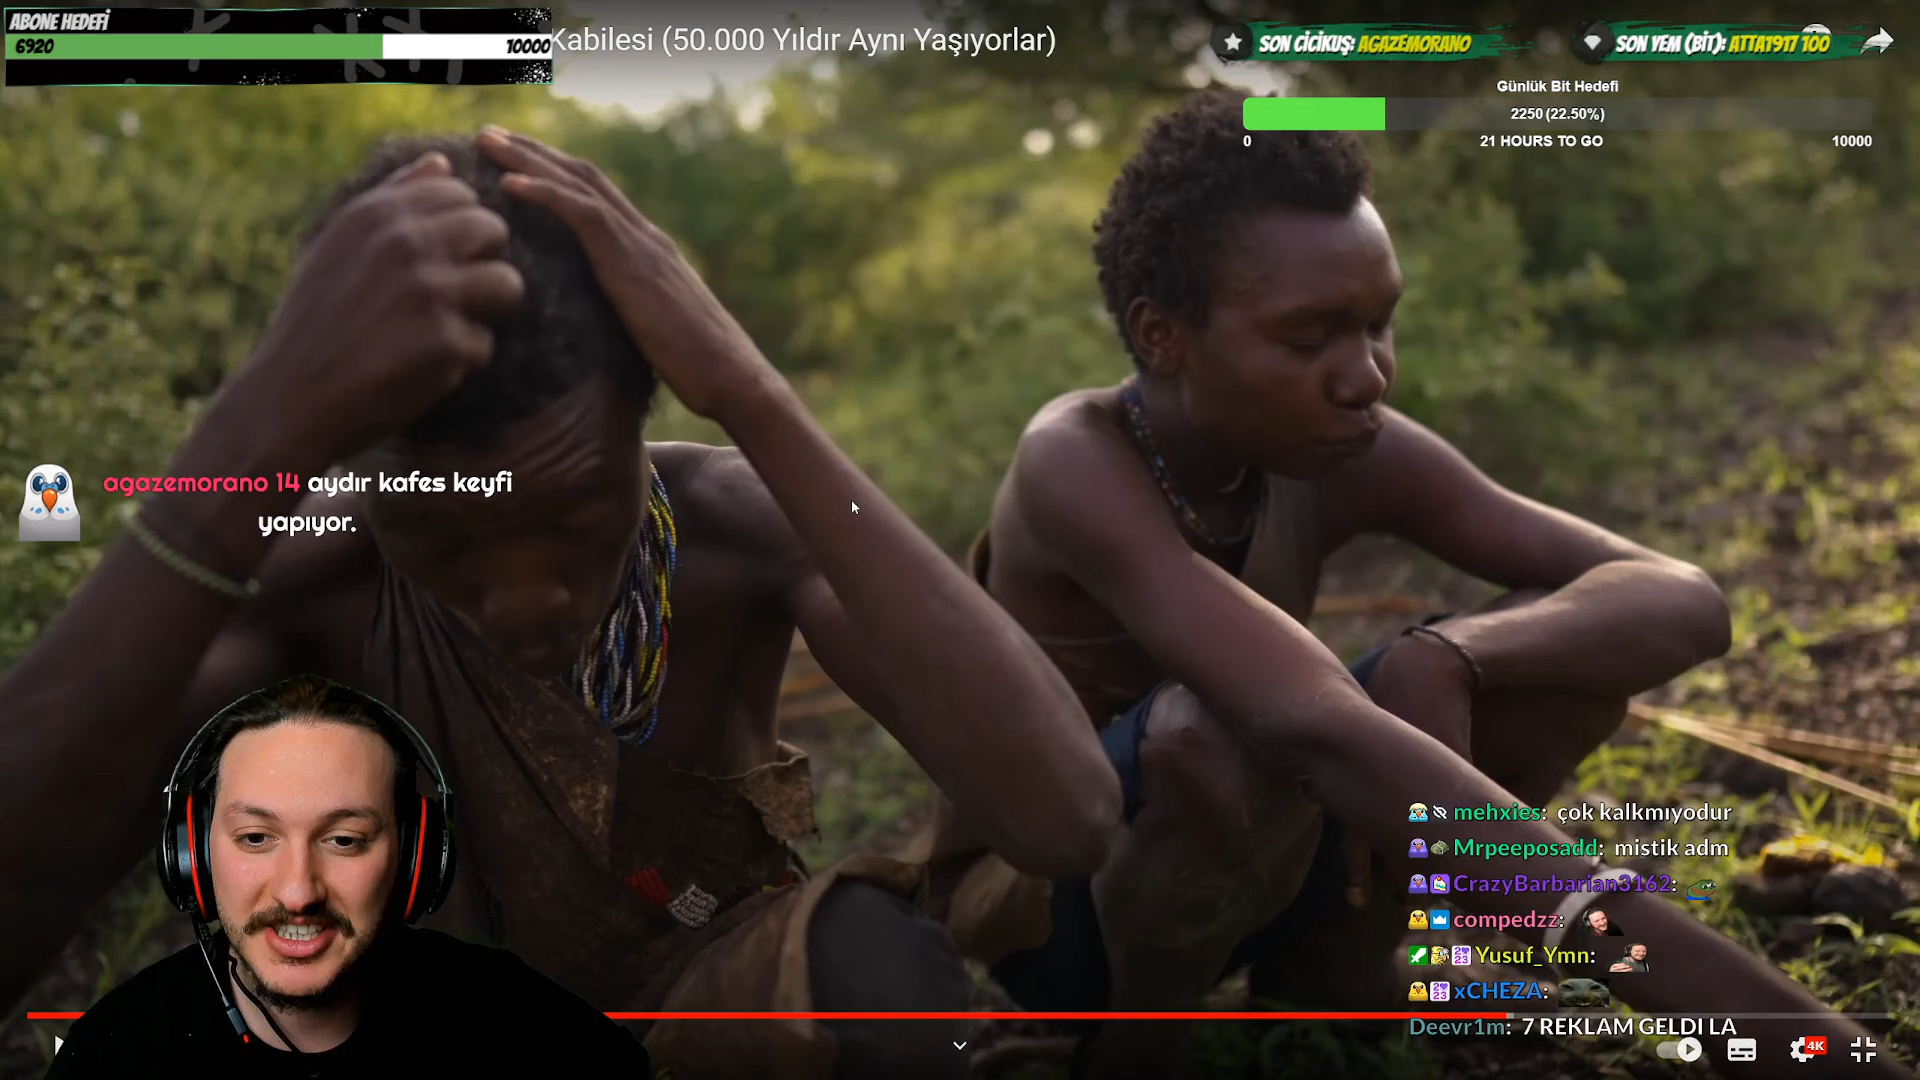 ABONE HEDEFİ
6920 10000
Kabilesi (50.000 Yıldır Aynı Yaşıyorlar)
SON CİCİKUŞ: AGAZEMORANO
SON YEM (BİT): ATTA1917 100
Günlük Bit Hedefi
2250 (22.50%)
0 21 HOURS TO GO 10000
agazemorano 14 aydır kafes keyfi
yapıyor.
mehxies: çok kalkmıyodur
Mrpeeposadd: mistik adm
CrazyBarbarian3162:
compedzz:
Yusuf_Ymn:
xCHEZA:
Deevr1m: 7 REKLAM GELDI LA
4K